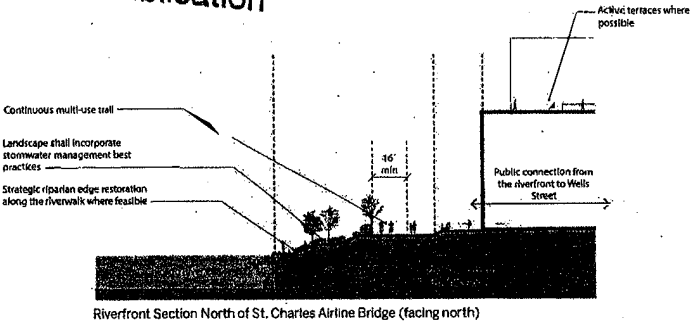 Active terraces where
possible
Continuous multi-use trail
Landscape shall incorporate
stormwater management best
practices
Strategic riparian edge restoration
along the riverwalk where feasible
16'
min
Public connection from
the riverfront to Wells
Street
Riverfront Section North of St. Charles Airline Bridge (facing north)